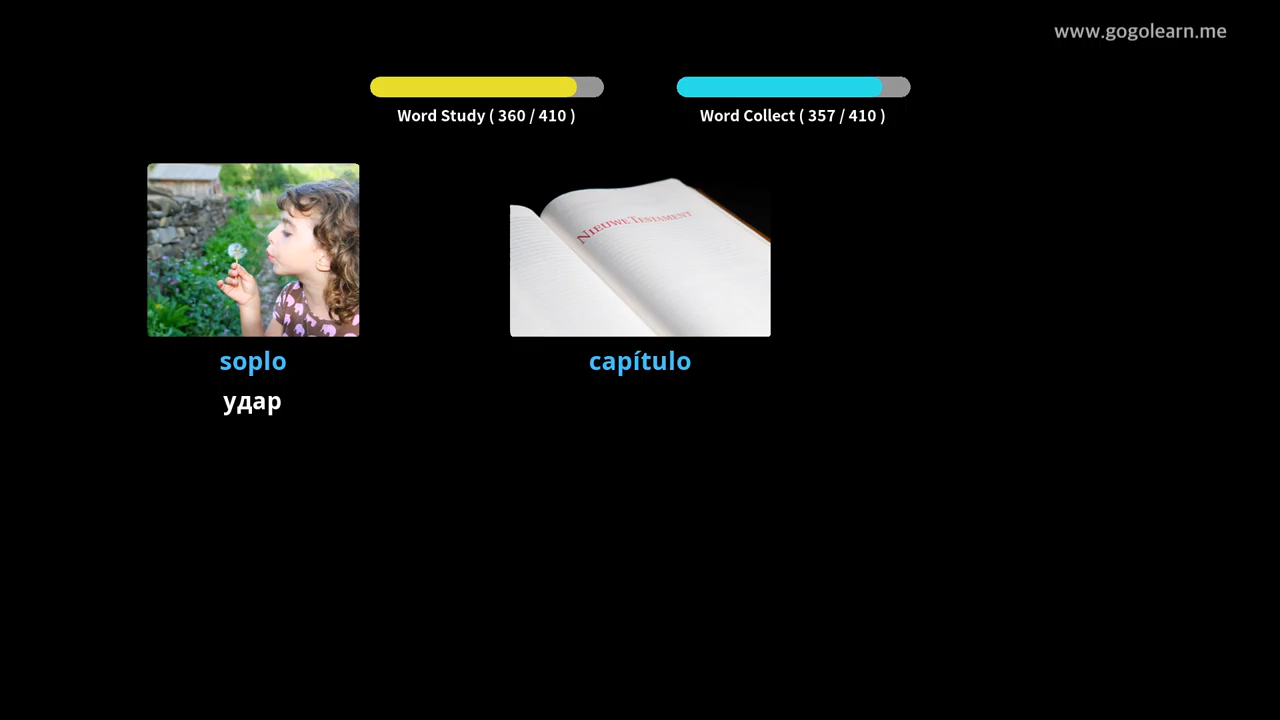 www.gogolearn.me
Word Study ( 360 / 410 )
Word Collect ( 357 / 410 )
NIEUWE TESTAMENT
soplo
capítulo
удар